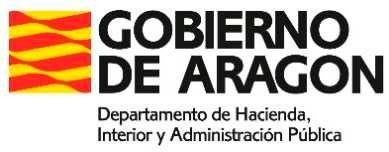 GOBIERNO
DE ARAGON
Departamento de Hacienda,
Interior y Administración Pública